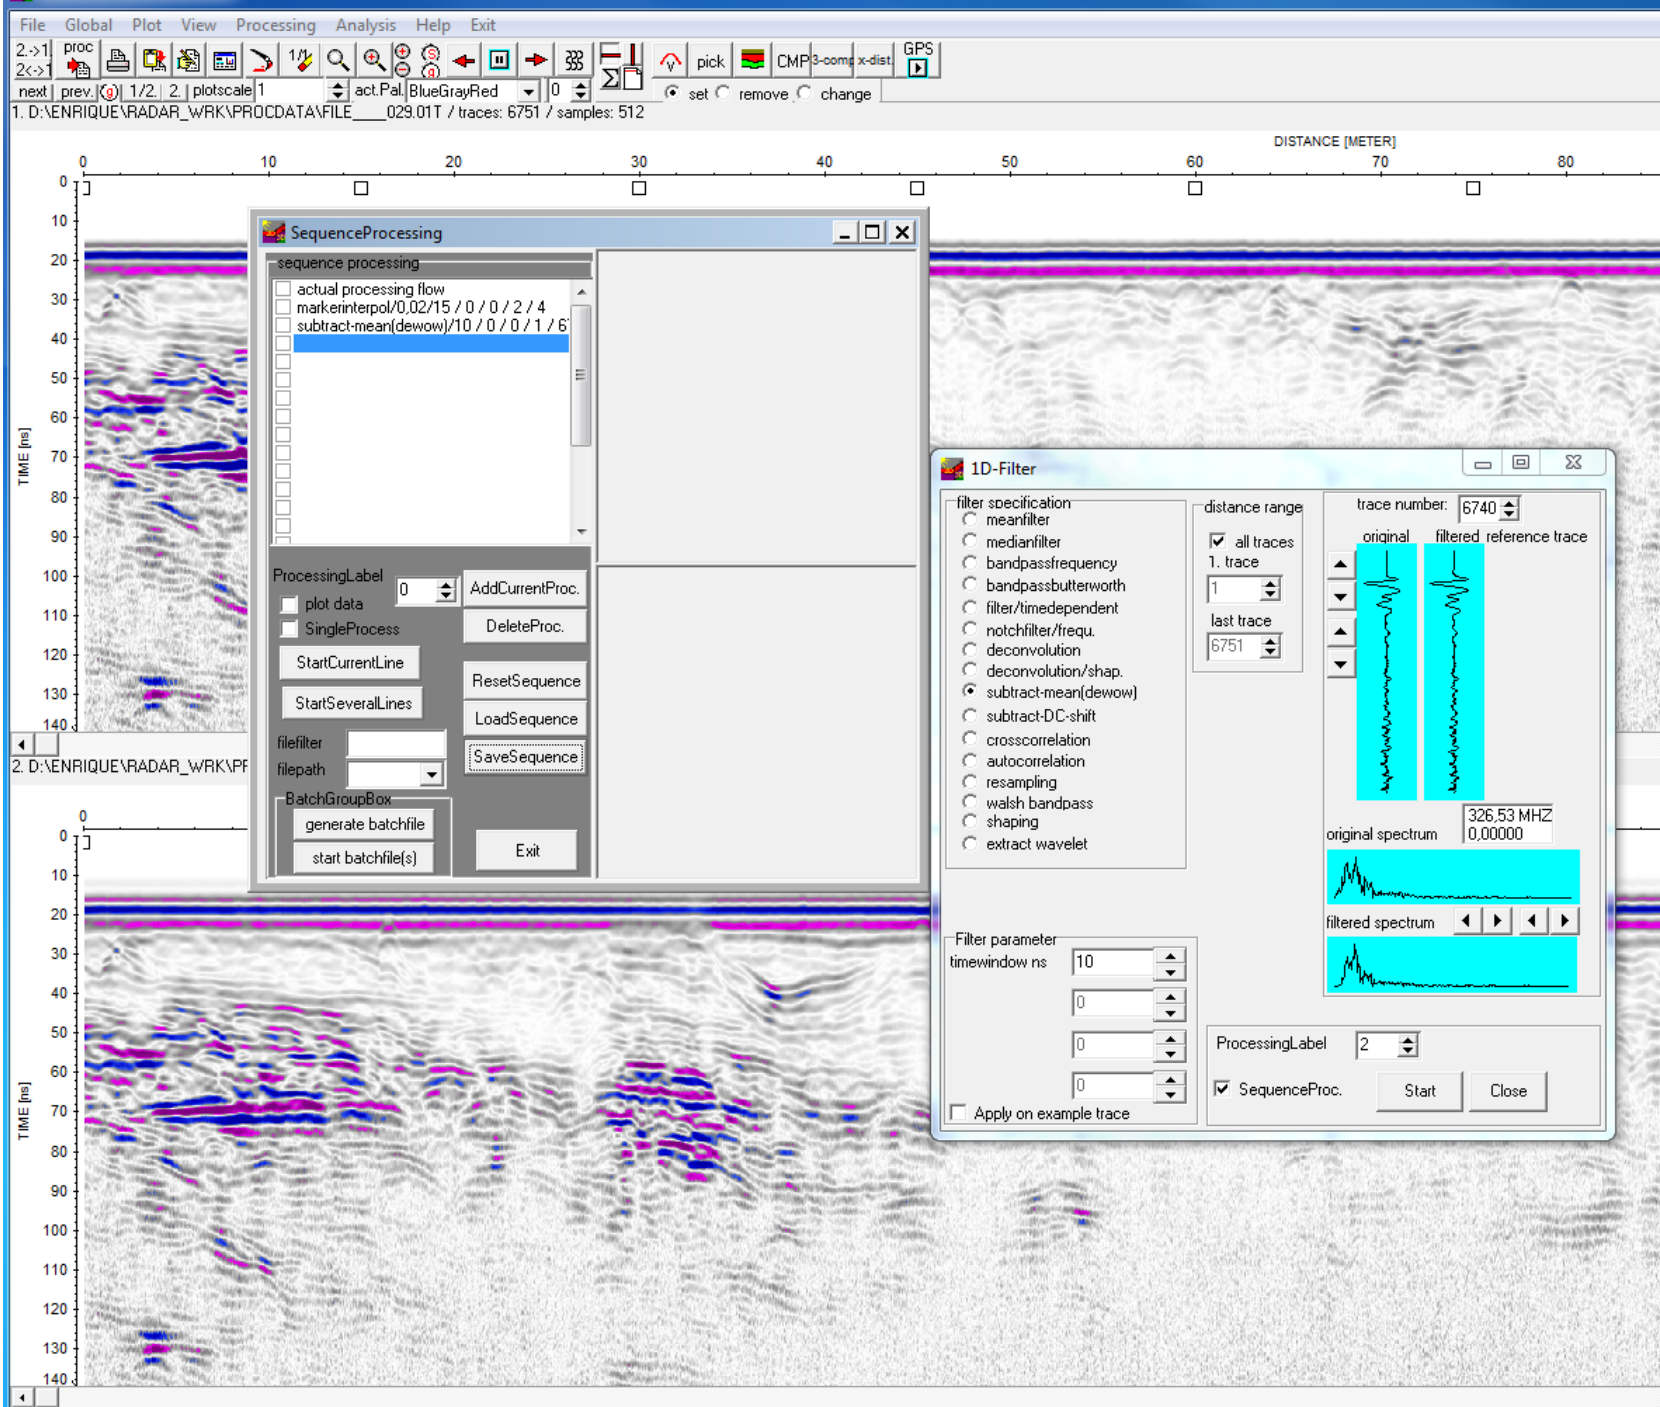 File Global Plot View Processing Analysis Help Exit
2.->1. proc 1/2 GPS
2<->1 pick CMP 3-comp x-dist.
next prev. g 1/2. 2. plotscale 1 act.Pal. BlueGrayRed 0 set remove change
1. D:\ENRIQUE\RADAR_WRK\PROCDATA\FILE____029.01T / traces: 6751 / samples: 512
DISTANCE [METER]
0 10 20 30 40 50 60 70 80
0
10
20
30
40
50
60
70
80
90
100
110
120
130
140
TIME [ns]
SequenceProcessing
sequence processing
actual processing flow
markerinterpol/0,02/15 / 0 / 0 / 2 / 4
subtract-mean(dewow)/10 / 0 / 0 / 1 / 6
ProcessingLabel 0 AddCurrentProc.
plot data
SingleProcess DeleteProc.
StartCurrentLine
ResetSequence
StartSeveralLines
LoadSequence
filefilter
SaveSequence
filepath
BatchGroupBox
generate batchfile
start batchfile(s)
Exit
1D-Filter
filter specification
meanfilter
medianfilter
bandpassfrequency
bandpassbutterworth
filter/timedependent
notchfilter/frequ.
deconvolution
deconvolution/shap.
subtract-mean(dewow)
subtract-DC-shift
crosscorrelation
autocorrelation
resampling
walsh bandpass
shaping
extract wavelet
distance range
all traces
1. trace
1
last trace
6751
trace number: 6740
original filtered reference trace
326,53 MHZ
0,00000
original spectrum
filtered spectrum
Filter parameter
timewindow ns 10
0
0
0
Apply on example trace
ProcessingLabel 2
SequenceProc. Start Close
2. D:\ENRIQUE\RADAR_WRK\PF
0
0
10
20
30
40
50
60
70
80
90
100
110
120
130
140
TIME [ns]